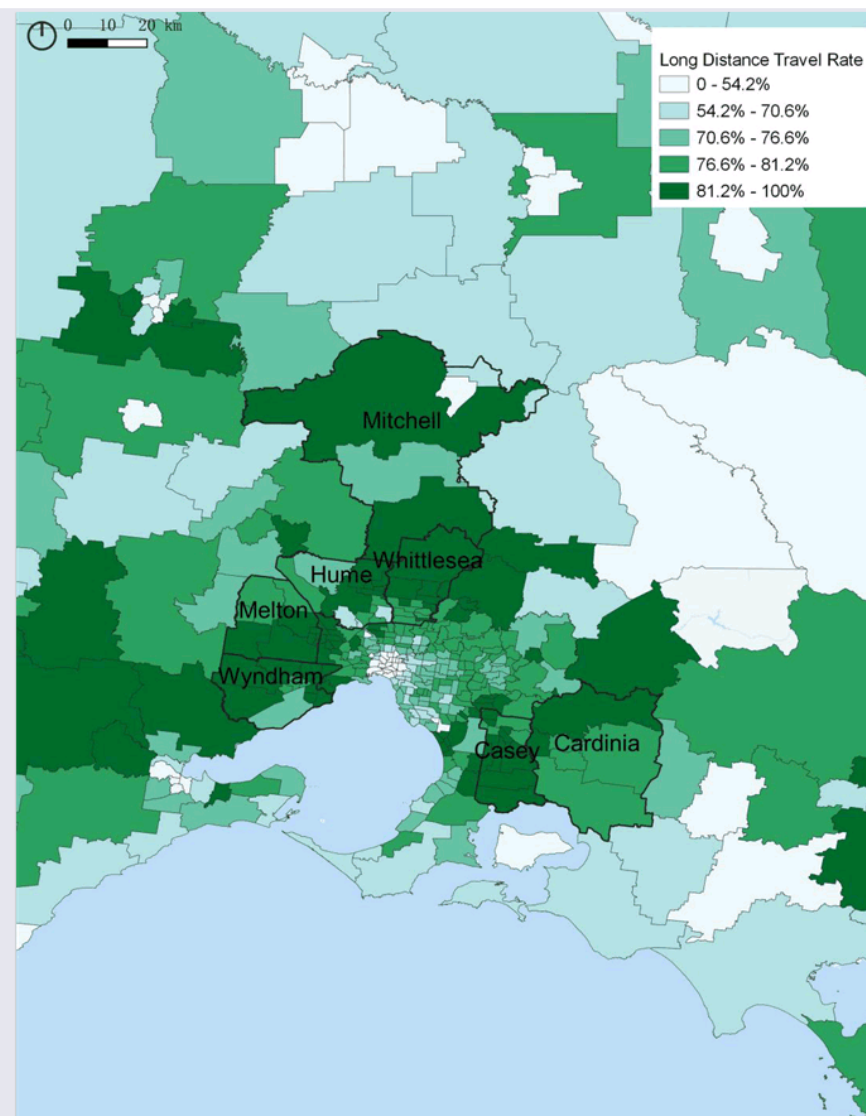 0 10 20 km
Long Distance Travel Rate
0 - 54.2%
54.2% - 70.6%
70.6% - 76.6%
76.6% - 81.2%
81.2% - 100%
Mitchell
Whittlesea
Hume
Melton
Wyndham
Casey
Cardinia